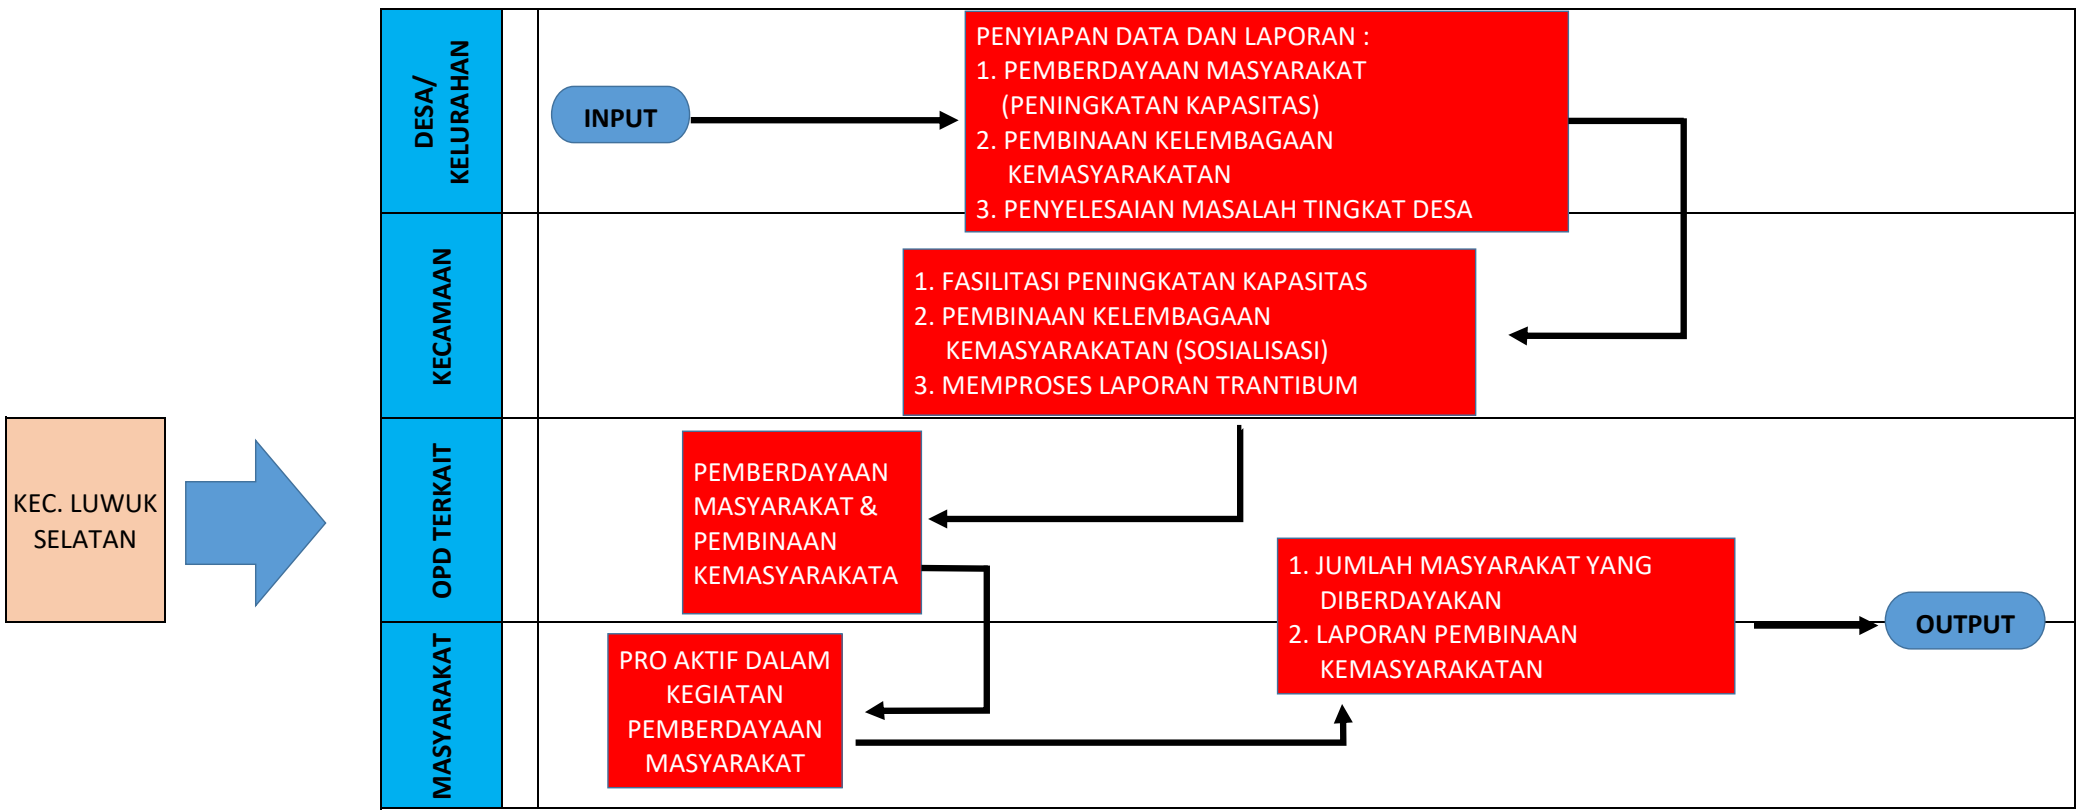 DESA/
KELURAHAN
INPUT
PENYIAPAN DATA DAN LAPORAN :
1. PEMBERDAYAAN MASYARAKAT
(PENINGKATAN KAPASITAS)
2. PEMBINAAN KELEMBAGAAN
KEMASYARAKATAN
3. PENYELESAIAN MASALAH TINGKAT DESA
KECAMAAN
1. FASILITASI PENINGKATAN KAPASITAS
2. PEMBINAAN KELEMBAGAAN
KEMASYARAKATAN (SOSIALISASI)
3. MEMPROSES LAPORAN TRANTIBUM
KEC. LUWUK
SELATAN
OPD TERKAIT
PEMBERDAYAAN
MASYARAKAT &
PEMBINAAN
KEMASYARAKATA
1. JUMLAH MASYARAKAT YANG
DIBERDAYAKAN
2. LAPORAN PEMBINAAN
KEMASYARAKATAN
OUTPUT
MASYARAKAT
PRO AKTIF DALAM
KEGIATAN
PEMBERDAYAAN
MASYARAKAT